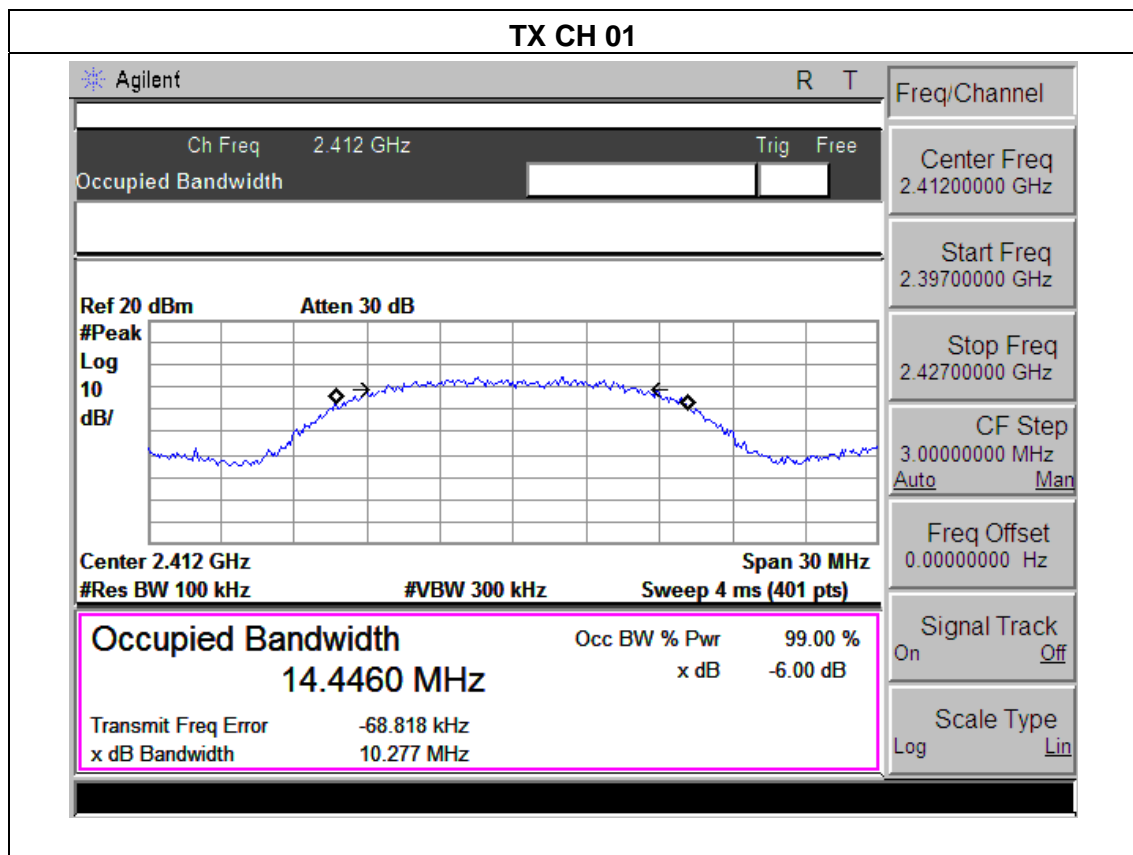 TX CH 01
Agilent R T
Freq/Channel
Ch Freq 2.412 GHz Trig Free
Occupied Bandwidth
Center Freq
2.41200000 GHz
Start Freq
2.39700000 GHz
Stop Freq
2.42700000 GHz
CF Step
3.00000000 MHz
Auto Man
Freq Offset
0.00000000 Hz
Signal Track
On Off
Scale Type
Log Lin
Ref 20 dBm Atten 30 dB
#Peak
Log
10
dB/
Center 2.412 GHz Span 30 MHz
#Res BW 100 kHz #VBW 300 kHz Sweep 4 ms (401 pts)
Occupied Bandwidth Occ BW % Pwr 99.00 %
14.4460 MHz x dB -6.00 dB
Transmit Freq Error -68.818 kHz
x dB Bandwidth 10.277 MHz